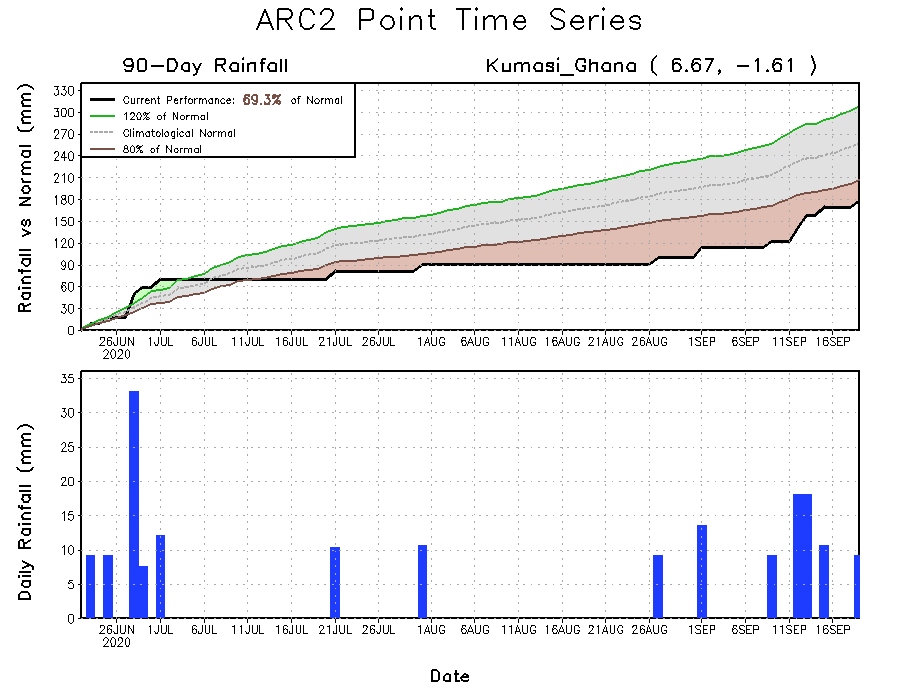 ARC2 Point Time Series
90-Day Rainfall
Kumasi_Ghana ( 6.67, -1.61 )
Rainfall vs Normal (mm)
330
300
270
240
210
180
150
120
90
60
30
0
Current Performance: 69.3% of Normal
120% of Normal
Climatological Normal
80% of Normal
26JUN 1JUL 6JUL 11JUL 16JUL 21JUL 26JUL 1AUG 6AUG 11AUG 16AUG 21AUG 26AUG 1SEP 6SEP 11SEP 16SEP
2020
Daily Rainfall (mm)
35
30
25
20
15
10
5
0
26JUN 1JUL 6JUL 11JUL 16JUL 21JUL 26JUL 1AUG 6AUG 11AUG 16AUG 21AUG 26AUG 1SEP 6SEP 11SEP 16SEP
2020
Date